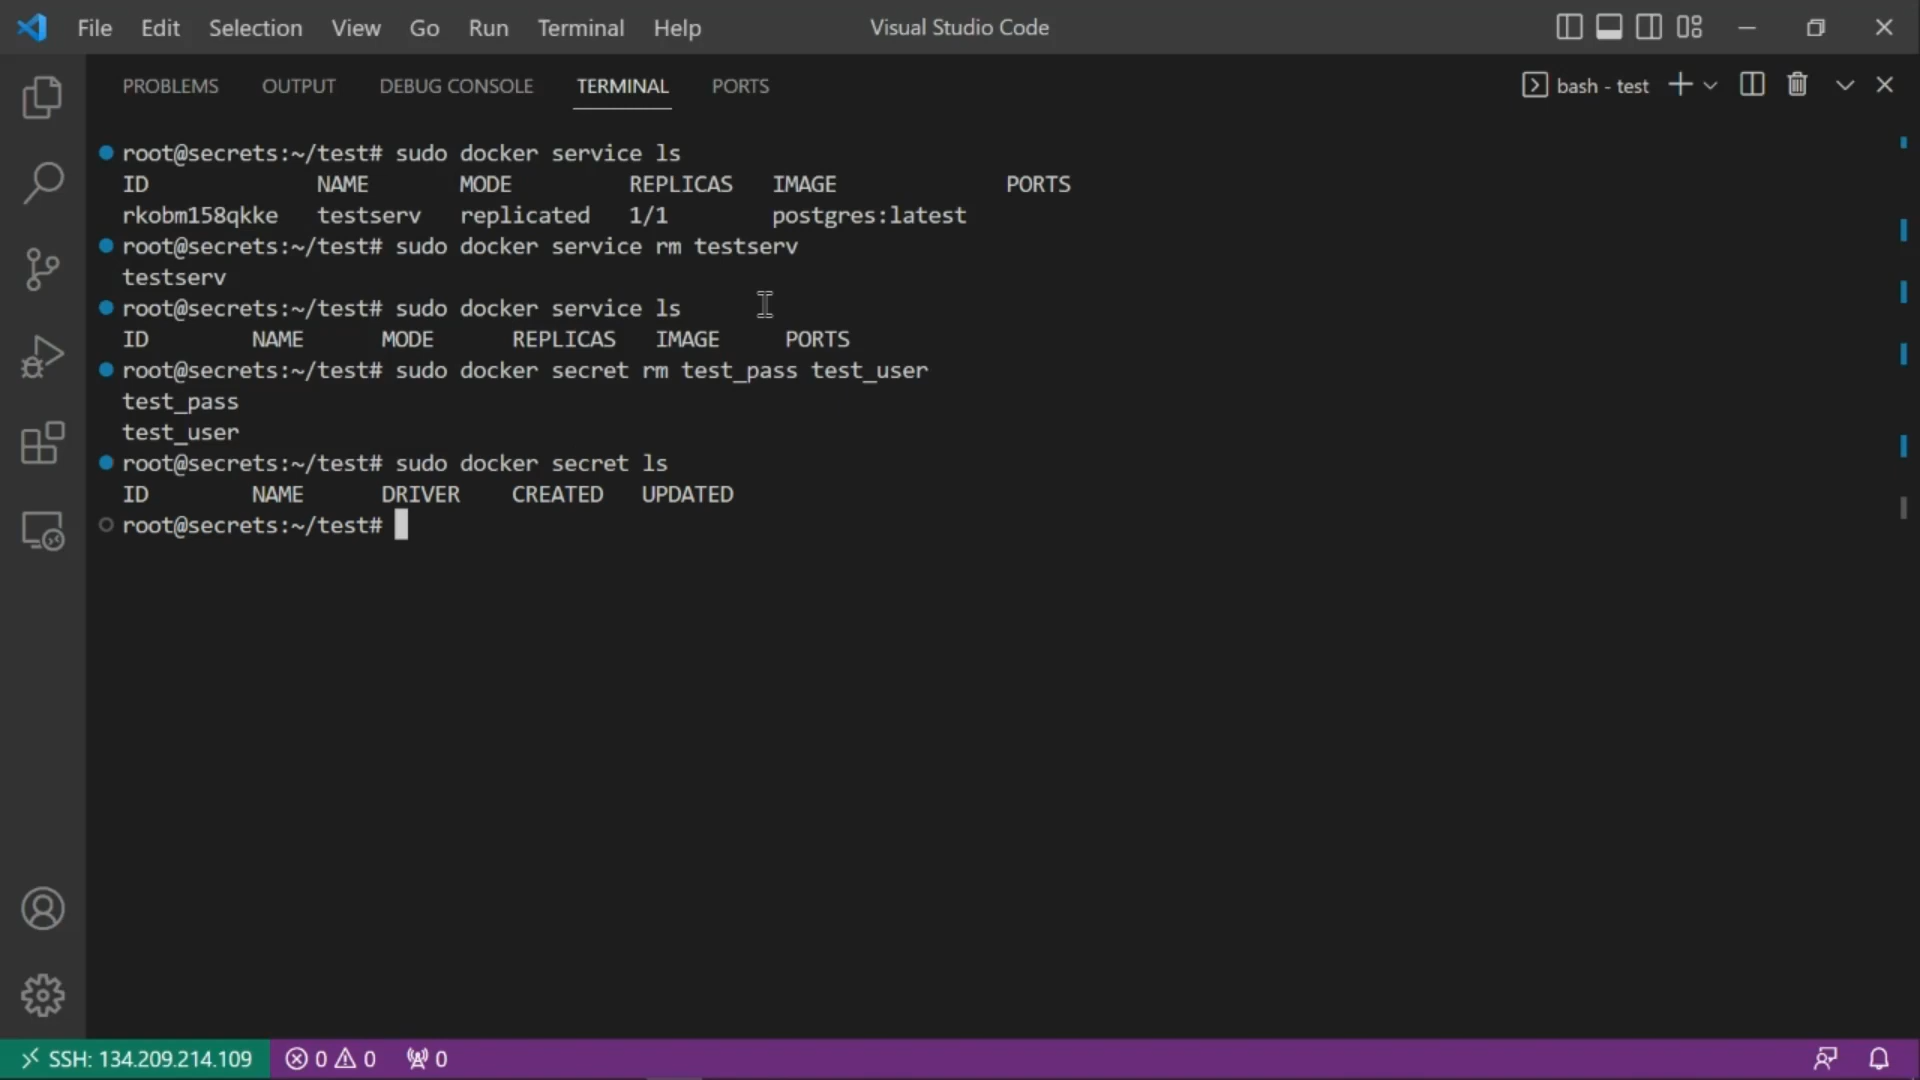 File Edit Selection View Go Run Terminal Help Visual Studio Code
PROBLEMS OUTPUT DEBUG CONSOLE TERMINAL PORTS bash - test
root@secrets:~/test# sudo docker service ls
ID NAME MODE REPLICAS IMAGE PORTS
rkobm158qkke testserv replicated 1/1 postgres:latest
root@secrets:~/test# sudo docker service rm testserv
testserv
root@secrets:~/test# sudo docker service ls
ID NAME MODE REPLICAS IMAGE PORTS
root@secrets:~/test# sudo docker secret rm test_pass test_user
test_pass
test_user
root@secrets:~/test# sudo docker secret ls
ID NAME DRIVER CREATED UPDATED
root@secrets:~/test#
SSH: 134.209.214.109 0 0 0